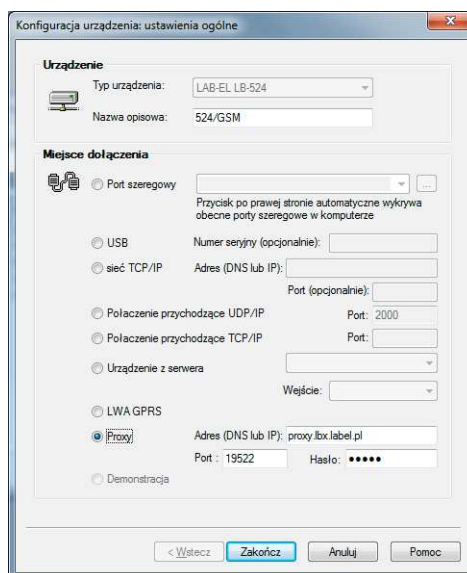 Konfiguracja urządzenia: ustawienia ogólne
Urządzenie
Typ urządzenia: LAB-EL LB-524
Nazwa opisowa: 524/GSM
Miejsce dołączenia
Port szeregowy ...
Przycisk po prawej stronie automatyczne wykrywa
obecne porty szeregowe w komputerze
USB Numer seryjny (opcjonalnie):
sieć TCP/IP Adres (DNS lub IP):
Port (opcjonalnie):
Połaczenie przychodzące UDP/IP Port: 2000
Połaczenie przychodzące TCP/IP Port:
Urządzenie z serwera
Wejście:
LWA GPRS
Proxy Adres (DNS lub IP): proxy.lbx.label.pl
Port : 19522 Hasło: •••••
Demonstracja
< Wstecz Zakończ Anuluj Pomoc